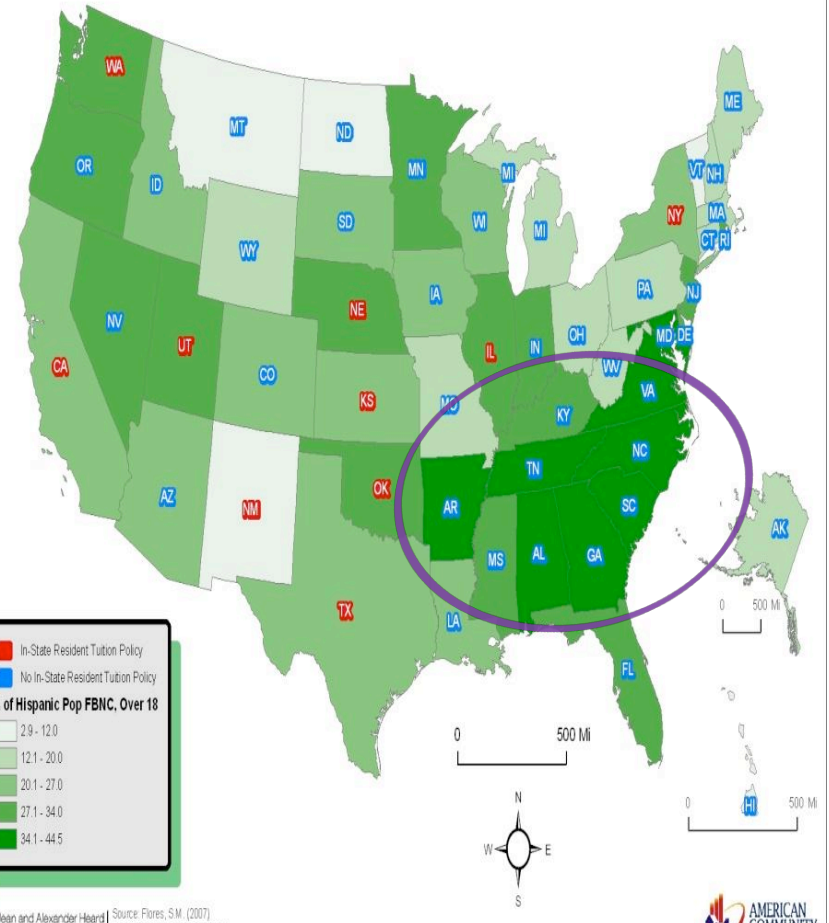 WA
MT
ND
MN
ME
OR
ID
SD
WI
MI
MI
VT
NH
NY
MA
CT
RI
WY
IA
PA
NJ
NV
UT
NE
IL
IN
OH
MD
DE
CA
CO
KS
MO
WV
VA
KY
AZ
NM
OK
AR
TN
NC
SC
MS
AL
GA
TX
LA
FL
AK
HI
0 500 Mi
0 500 Mi
0 500 Mi
N
W E
S
In-State Resident Tuition Policy
No In-State Resident Tuition Policy
of Hispanic Pop FBNC, Over 18
2.9 - 12.0
12.1 - 20.0
20.1 - 27.0
27.1 - 34.0
34.1 - 44.5
Jean and Alexander Heard
Source: Flores, S.M. (2007)
AMERICAN
COMMUNITY